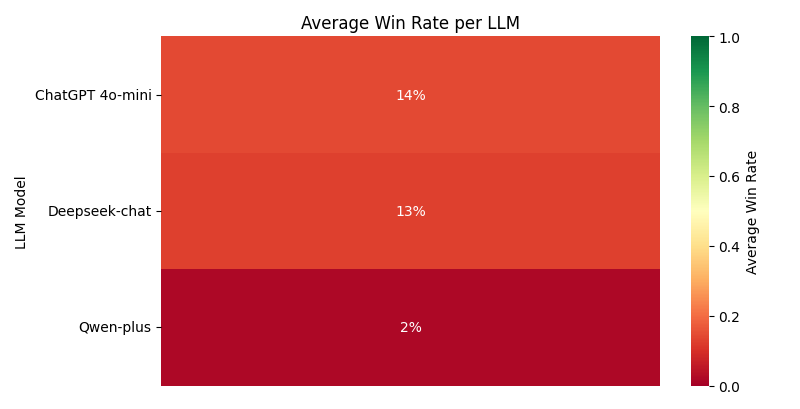 Average Win Rate per LLM
LLM Model
ChatGPT 4o-mini
14%
Deepseek-chat
13%
Qwen-plus
2%
1.0
0.8
0.6
0.4
0.2
0.0
Average Win Rate